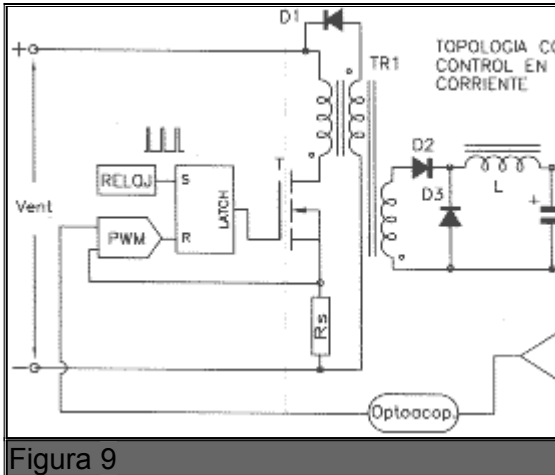 D1
TR1
TOPOLOGIA CO
CONTROL EN
CORRIENTE
+
T
D2
RELOJ
S
LATCH
D3
L
+
Vent
PWM
R
Rs
-
Optoacop.
Figura 9